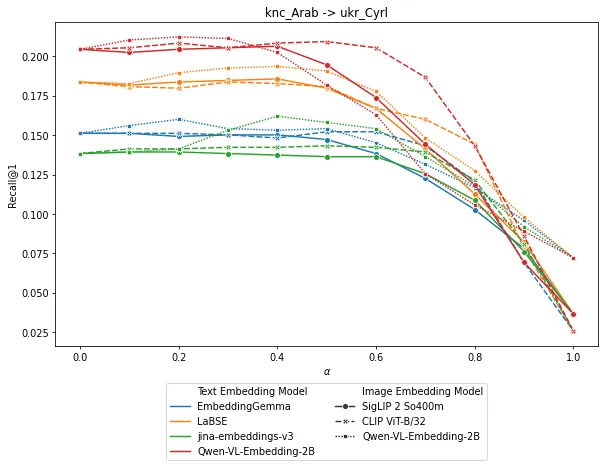 knc_Arab -> ukr_Cyrl
Recall@1
0.200
0.175
0.150
0.125
0.100
0.075
0.050
0.025
0.0 0.2 0.4 0.6 0.8 1.0
α
Text Embedding Model Image Embedding Model
EmbeddingGemma SigLIP 2 So400m
LaBSE CLIP ViT-B/32
jina-embeddings-v3 Qwen-VL-Embedding-2B
Qwen-VL-Embedding-2B